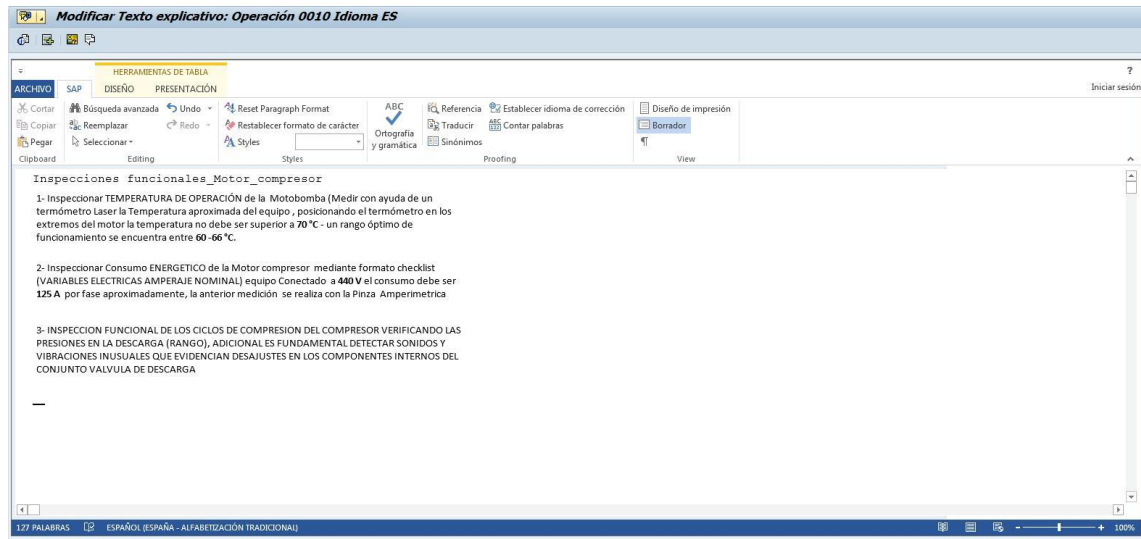 Modificar Texto explicativo: Operación 0010 Idioma ES
HERRAMIENTAS DE TABLA
?
ARCHIVO SAP DISEÑO PRESENTACIÓN
Iniciar sesión
Cortar Búsqueda avanzada Undo Reset Paragraph Format ABC Referencia Establecer idioma de corrección Diseño de impresión
Copiar Reemplazar Redo Restablecer formato de carácter Ortografía y gramática Traducir Contar palabras Borrador
Pegar Seleccionar Styles Sinónimos ¶
Clipboard Editing Styles Proofing View
Inspecciones funcionales_Motor_compresor
1- Inspeccionar TEMPERATURA DE OPERACIÓN de la Motobomba (Medir con ayuda de un
termómetro Laser la Temperatura aproximada del equipo , posicionando el termómetro en los
extremos del motor la temperatura no debe ser superior a 70 °C - un rango óptimo de
funcionamiento se encuentra entre 60 -66 °C.
2- Inspeccionar Consumo ENERGETICO de la Motor compresor mediante formato checklist
(VARIABLES ELECTRICAS AMPERAJE NOMINAL) equipo Conectado a 440 V el consumo debe ser
125 A por fase aproximadamente, la anterior medición se realiza con la Pinza Amperimetrica
3- INSPECCION FUNCIONAL DE LOS CICLOS DE COMPRESION DEL COMPRESOR VERIFICANDO LAS
PRESIONES EN LA DESCARGA (RANGO), ADICIONAL ES FUNDAMENTAL DETECTAR SONIDOS Y
VIBRACIONES INUSUALES QUE EVIDENCIAN DESAJUSTES EN LOS COMPONENTES INTERNOS DEL
CONJUNTO VALVULA DE DESCARGA
127 PALABRAS ESPAÑOL (ESPAÑA - ALFABETIZACIÓN TRADICIONAL) 100%